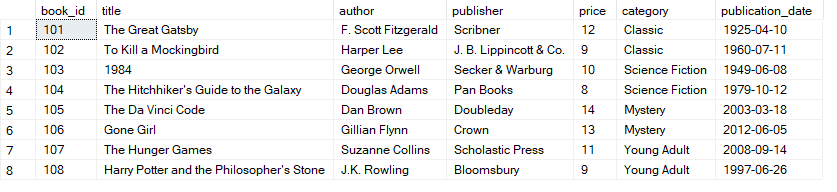 book_id title author publisher price category publication_date
1 101 The Great Gatsby F. Scott Fitzgerald Scribner 12 Classic 1925-04-10
2 102 To Kill a Mockingbird Harper Lee J. B. Lippincott & Co. 9 Classic 1960-07-11
3 103 1984 George Orwell Secker & Warburg 10 Science Fiction 1949-06-08
4 104 The Hitchhiker's Guide to the Galaxy Douglas Adams Pan Books 8 Science Fiction 1979-10-12
5 105 The Da Vinci Code Dan Brown Doubleday 14 Mystery 2003-03-18
6 106 Gone Girl Gillian Flynn Crown 13 Mystery 2012-06-05
7 107 The Hunger Games Suzanne Collins Scholastic Press 11 Young Adult 2008-09-14
8 108 Harry Potter and the Philosopher's Stone J.K. Rowling Bloomsbury 9 Young Adult 1997-06-26